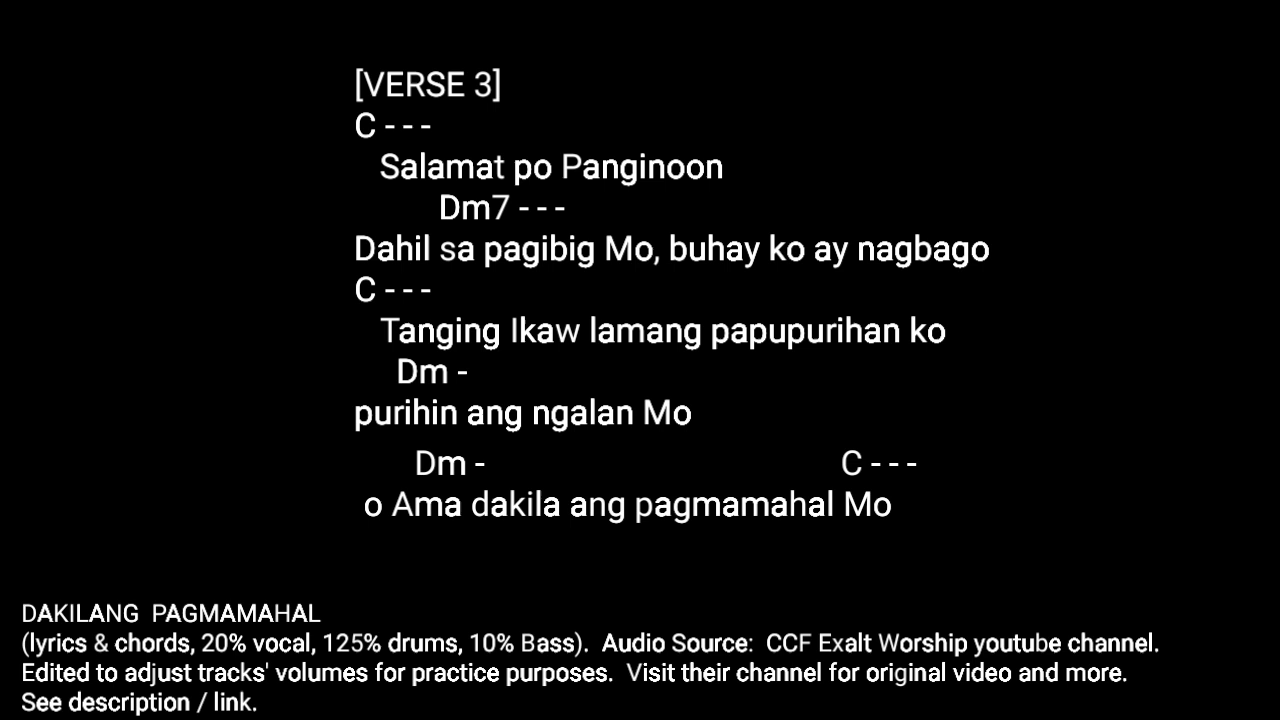 [VERSE 3]
C - - -
Salamat po Panginoon
Dm7 - - -
Dahil sa pagibig Mo, buhay ko ay nagbago
C - - -
Tanging Ikaw lamang papupurihan ko
Dm -
purihin ang ngalan Mo
Dm - C - - -
o Ama dakila ang pagmamahal Mo
DAKILANG PAGMAMAHAL
(lyrics & chords, 20% vocal, 125% drums, 10% Bass). Audio Source: CCF Exalt Worship youtube channel.
Edited to adjust tracks' volumes for practice purposes. Visit their channel for original video and more.
See description / link.